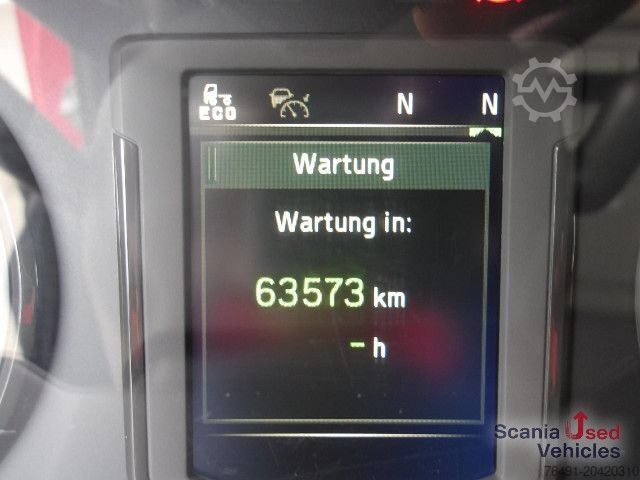 ECO N N
Wartung
Wartung in:
63573 km
- h
Scania Used
Vehicles
76491-20420310